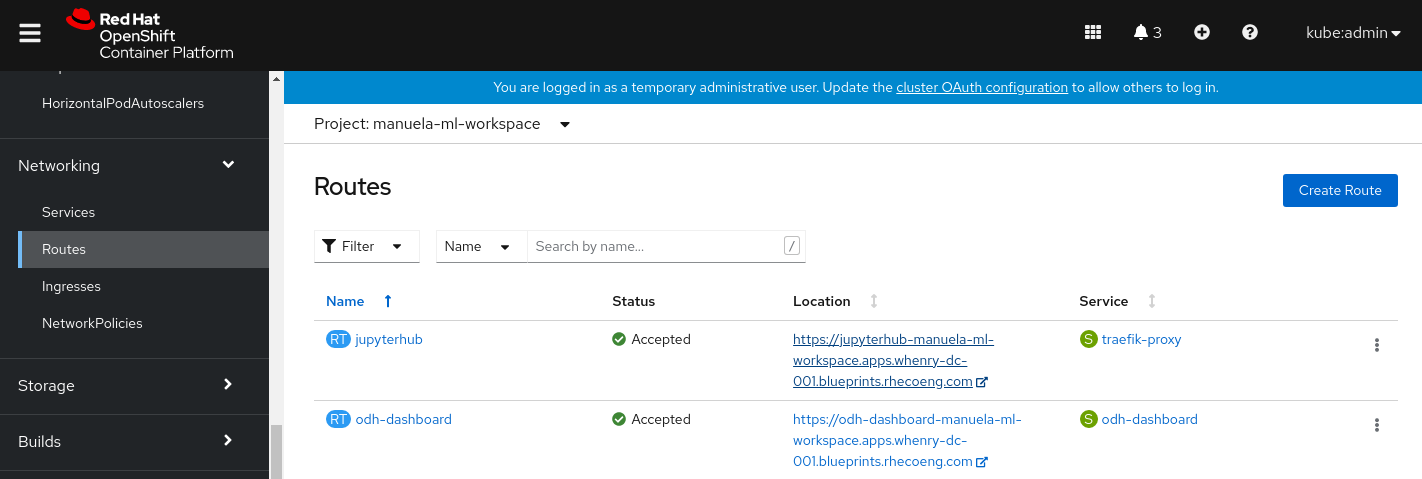 Red Hat
OpenShift
Container Platform
3
kube:admin
HorizontalPodAutoscalers
You are logged in as a temporary administrative user. Update the cluster OAuth configuration to allow others to log in.
Project: manuela-ml-workspace
Networking
Services
Routes
Ingresses
NetworkPolicies
Storage
Builds
Routes
Create Route
Filter
Name
Search by name...
/
Name
Status
Location
Service
RT jupyterhub
Accepted
https://jupyterhub-manuela-ml-
workspace.apps.whenry-dc-
001.blueprints.rhecoeng.com
S traefik-proxy
RT odh-dashboard
Accepted
https://odh-dashboard-manuela-ml-
workspace.apps.whenry-dc-
001.blueprints.rhecoeng.com
S odh-dashboard